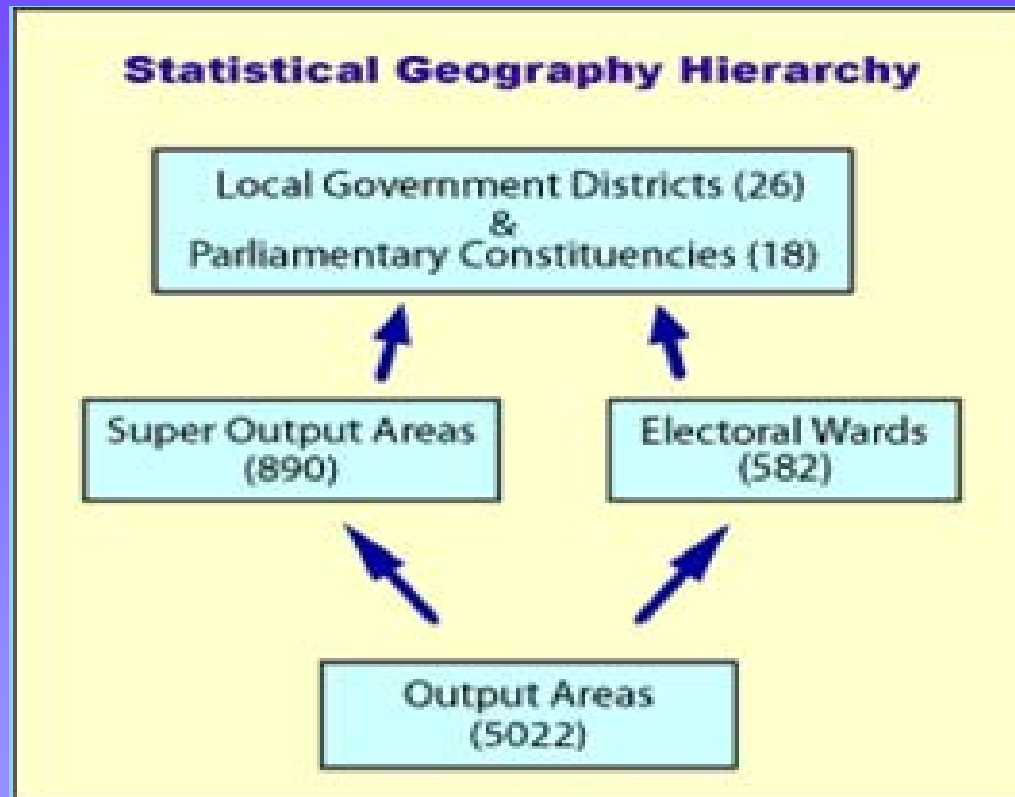 Statistical Geography Hierarchy
Local Government Districts (26)
&
Parliamentary Constituencies (18)
Super Output Areas
(890)
Electoral Wards
(582)
Output Areas
(5022)